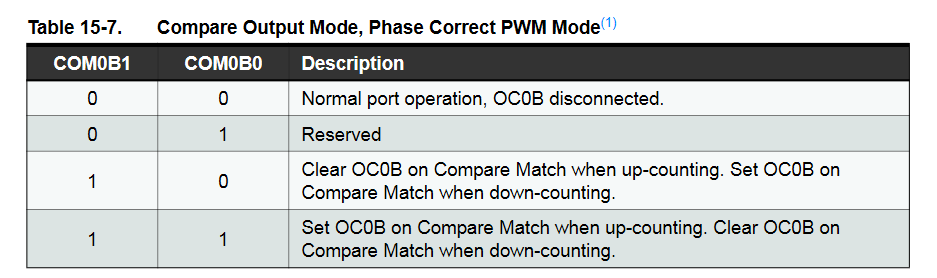 Table 15-7. Compare Output Mode, Phase Correct PWM Mode(1)
COM0B1 COM0B0 Description
0 0 Normal port operation, OC0B disconnected.
0 1 Reserved
1 0 Clear OC0B on Compare Match when up-counting. Set OC0B on
Compare Match when down-counting.
1 1 Set OC0B on Compare Match when up-counting. Clear OC0B on
Compare Match when down-counting.